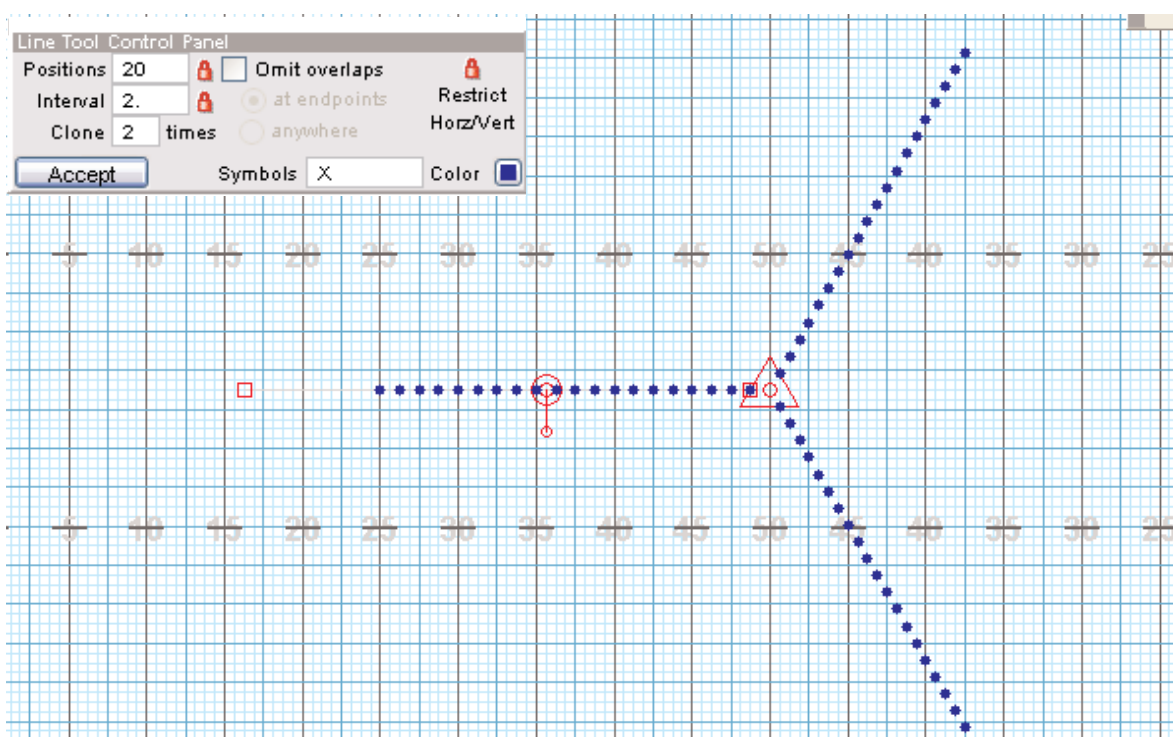 Line Tool Control Panel
Positions 20 Omit overlaps
Interval 2. at endpoints Restrict
Clone 2 times anywhere Horz/Vert
Accept Symbols X Color
5 10 15 20 25 30 35 40 45 50 45 40 35 30 25
5 10 15 20 25 30 35 40 45 50 45 40 35 30 25